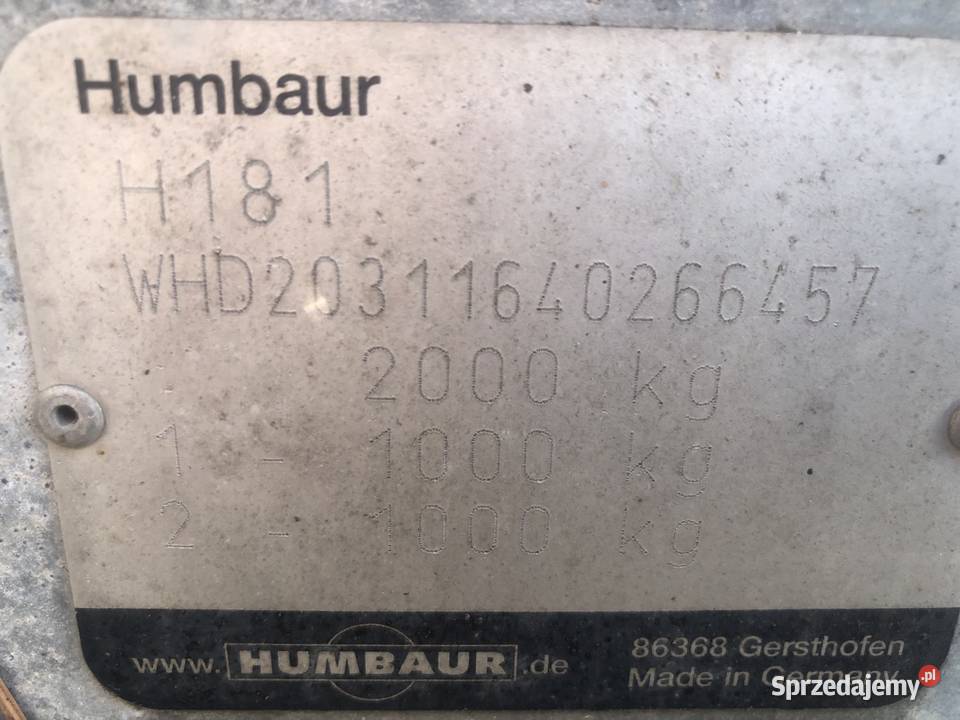 Humbaur
H181
WHD20311640266457
2000 kg
1 - 1000 kg
2 - 1000 kg
www.HUMBAUR.de
86368 Gersthofen
Made in Germany
Sprzedajemy.pl